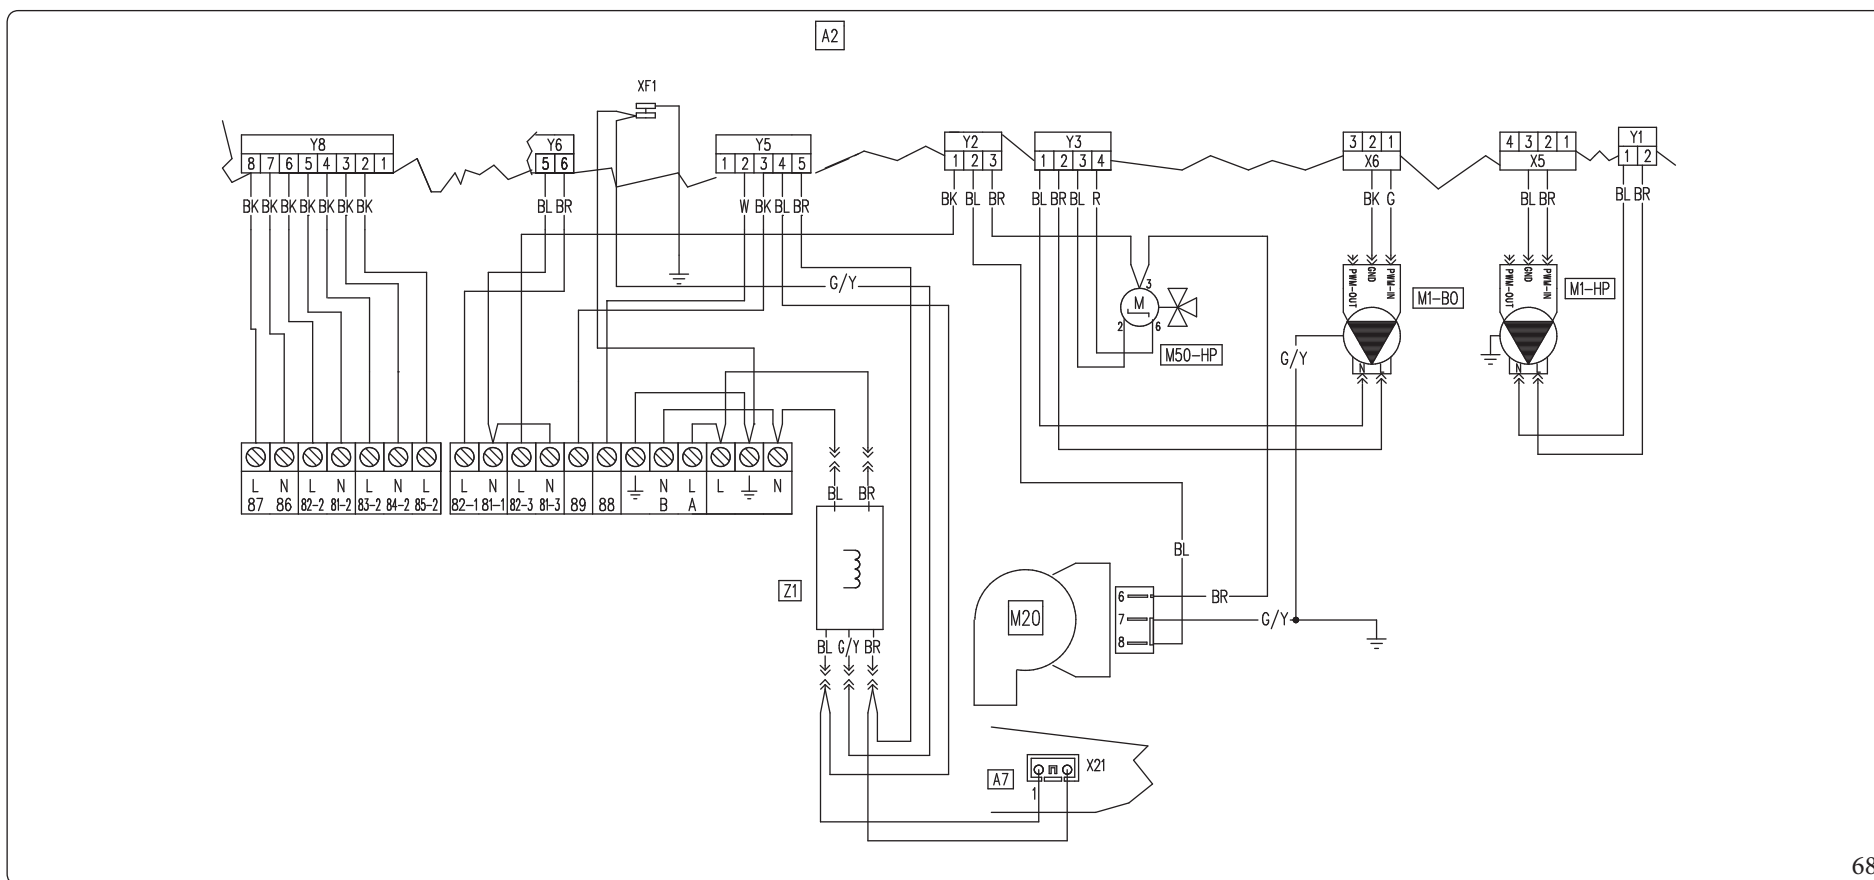 A2
XF1
Y8
8 7 6 5 4 3 2 1
Y6
5 6
Y5
1 2 3 4 5
Y2
1 2 3
Y3
1 2 3 4
3 2 1
X6
4 3 2 1
X5
Y1
1 2
BK BK BK BK BK BK BK
BL BR
W BK BL BR
BK BL BR
BL BR BL R
BK G
BL BR
BL BR
G/Y
3
M
2
6
M50-HP
PWM-OUT
GND
PWM-IN
M1-BO
N L
G/Y
PWM-OUT
GND
PWM-IN
M1-HP
N L
L N L N L N L
87 86 82-2 81-2 83-2 84-2 85-2
L N L N N L L N
82-1 81-1 82-3 81-3 89 88 B A
BL BR
Z1
BL G/Y BR
BL
M20
6
7
8
BR
G/Y
A7
X21
1
68